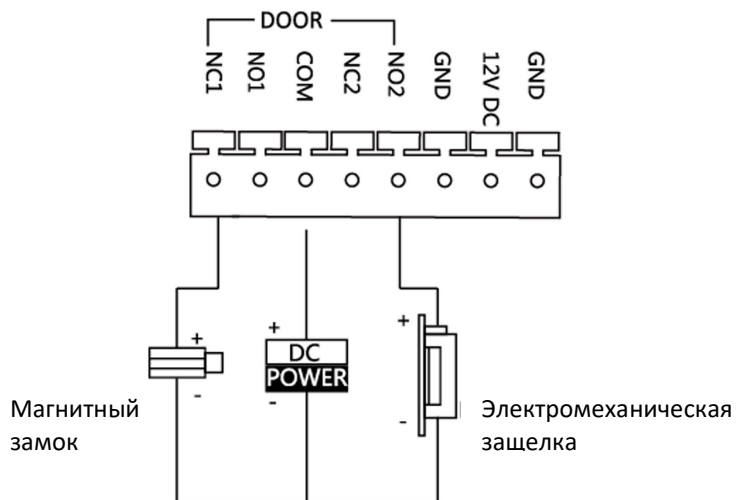 DOOR
NC1
NO1
COM
NC2
NO2
GND
12V DC
GND
+
-
+
DC
POWER
-
+
-
Магнитный
замок
Электромеханическая
защелка